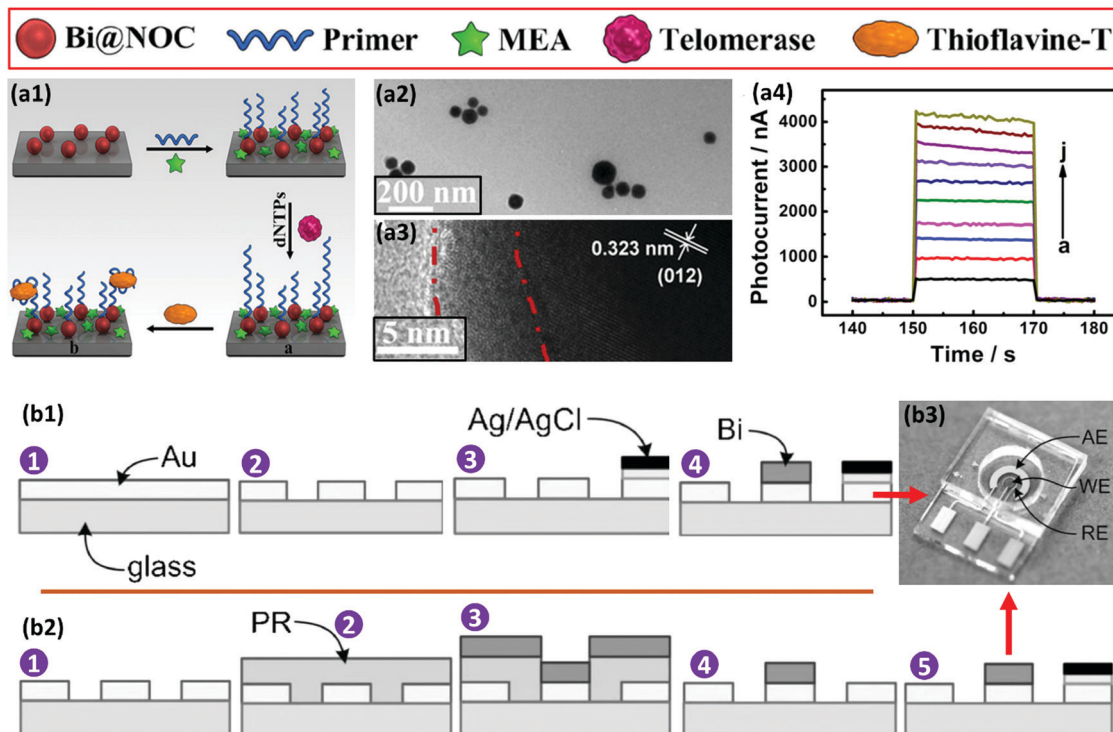 Bi@NOC Primer MEA Telomerase Thioflavine-T
(a1)
dNTPs
b
a
(a2)
200 nm
(a3)
0.323 nm
(012)
5 nm
(a4)
Photocurrent / nA
4000
3000
2000
1000
0
j
a
140 150 160 170 180
Time / s
(b1)
1
Au
glass
2
3
Ag/AgCl
4
Bi
(b3)
AE
WE
RE
(b2)
1
PR
2
3
4
5